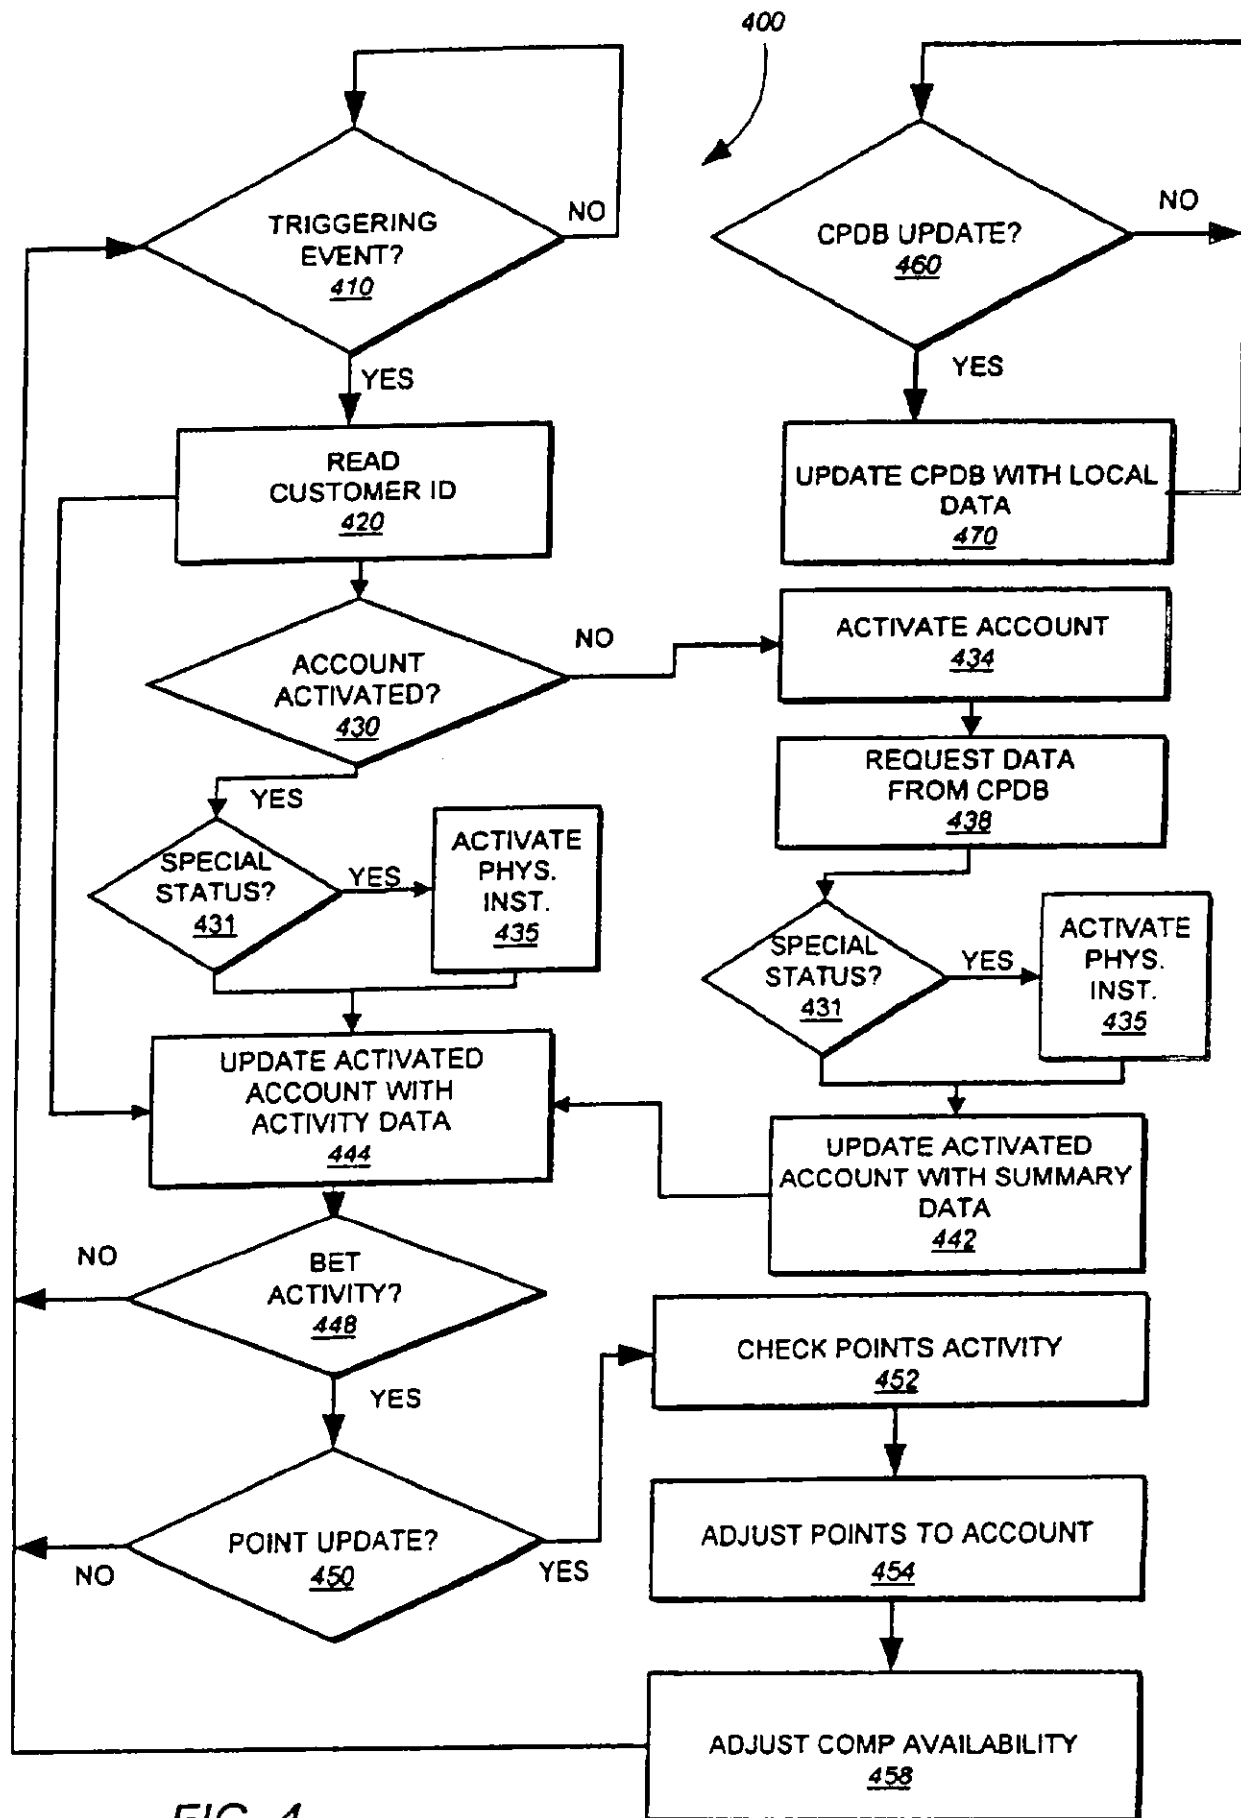 400
TRIGGERING
EVENT?
410
NO
YES
CPDB UPDATE?
460
NO
YES
READ
CUSTOMER ID
420
UPDATE CPDB WITH LOCAL
DATA
470
ACCOUNT
ACTIVATED?
430
NO
YES
ACTIVATE ACCOUNT
434
REQUEST DATA
FROM CPDB
438
SPECIAL
STATUS?
431
YES
ACTIVATE
PHYS.
INST.
435
SPECIAL
STATUS?
431
YES
ACTIVATE
PHYS.
INST.
435
UPDATE ACTIVATED
ACCOUNT WITH
ACTIVITY DATA
444
UPDATE ACTIVATED
ACCOUNT WITH SUMMARY
DATA
442
BET
ACTIVITY?
448
NO
YES
CHECK POINTS ACTIVITY
452
POINT UPDATE?
450
NO
YES
ADJUST POINTS TO ACCOUNT
454
ADJUST COMP AVAILABILITY
458
FIG. 4